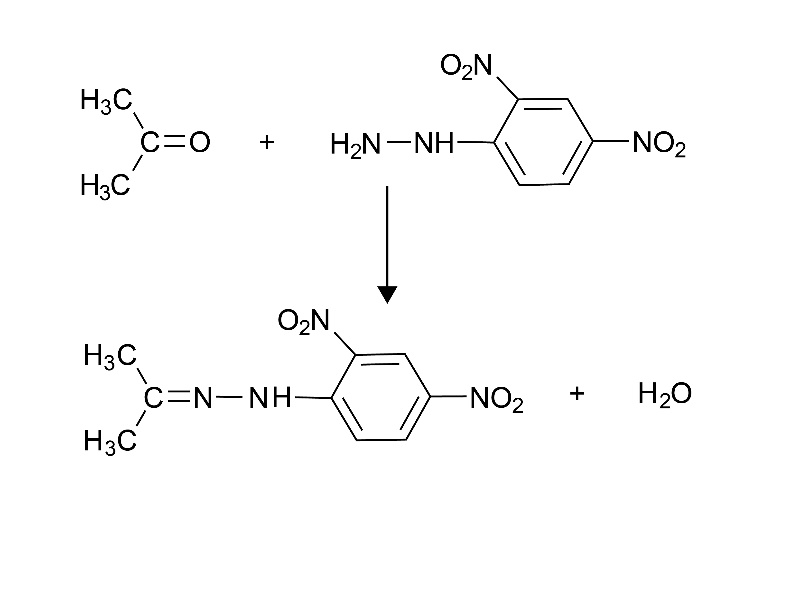 O₂N
H₃C
C=O + H₂N–NH NO₂
H₃C
O₂N
H₃C
C=N–NH NO₂ + H₂O
H₃C